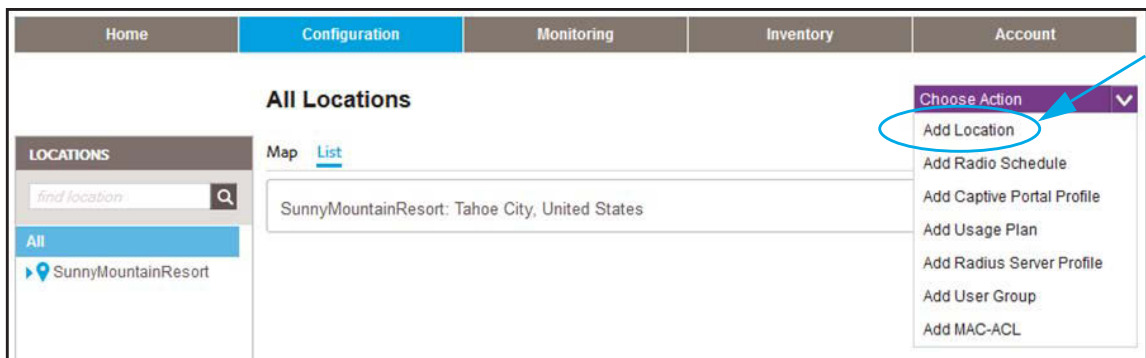 Home Configuration Monitoring Inventory Account
All Locations
Choose Action
Add Location
Add Radio Schedule
Add Captive Portal Profile
Add Usage Plan
Add Radius Server Profile
Add User Group
Add MAC-ACL
LOCATIONS
find location
All
SunnyMountainResort
Map List
SunnyMountainResort: Tahoe City, United States